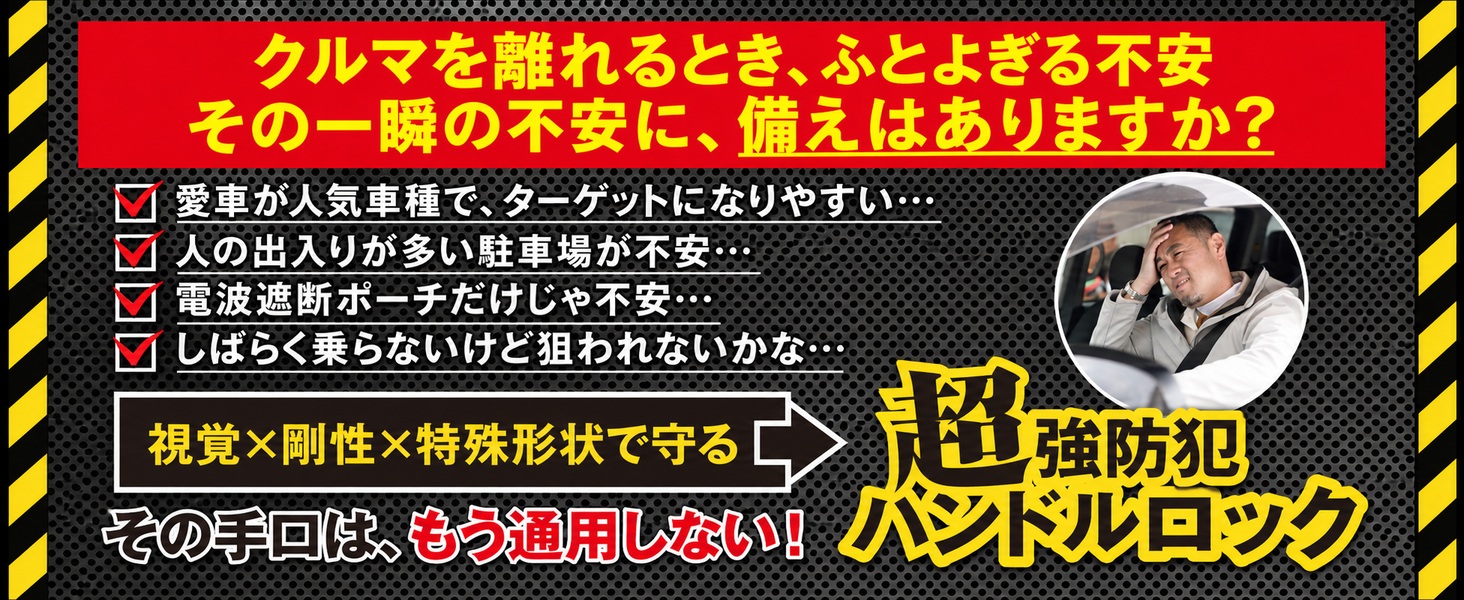 クルマを離れるとき、ふとよぎる不安
その一瞬の不安に、備えはありますか？
愛車が人気車種で、ターゲットになりやすい…
人の出入りが多い駐車場が不安…
電波遮断ポーチだけじゃ不安…
しばらく乗らないけど狙われないかな…
視覚×剛性×特殊形状で守る
その手口は、もう通用しない！
超強防犯
ハンドルロック